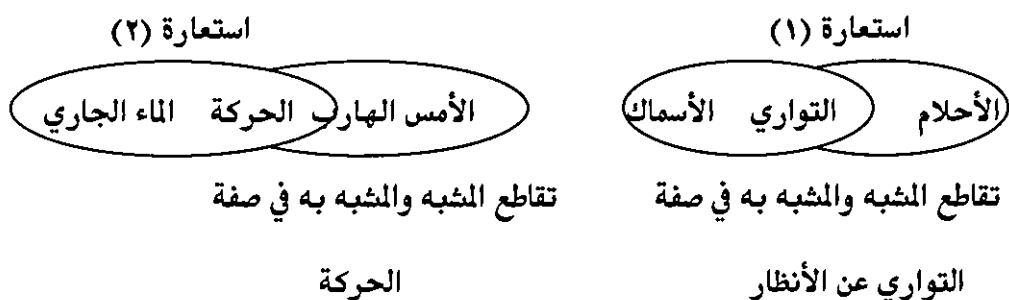 استعارة (١)
الأحلام التواري الأسماك
تقاطع المشبه والمشبه به في صفة
التواري عن الأنظار
استعارة (٢)
الأمس الهارب الحركة الماء الجاري
تقاطع المشبه والمشبه به في صفة
الحركة